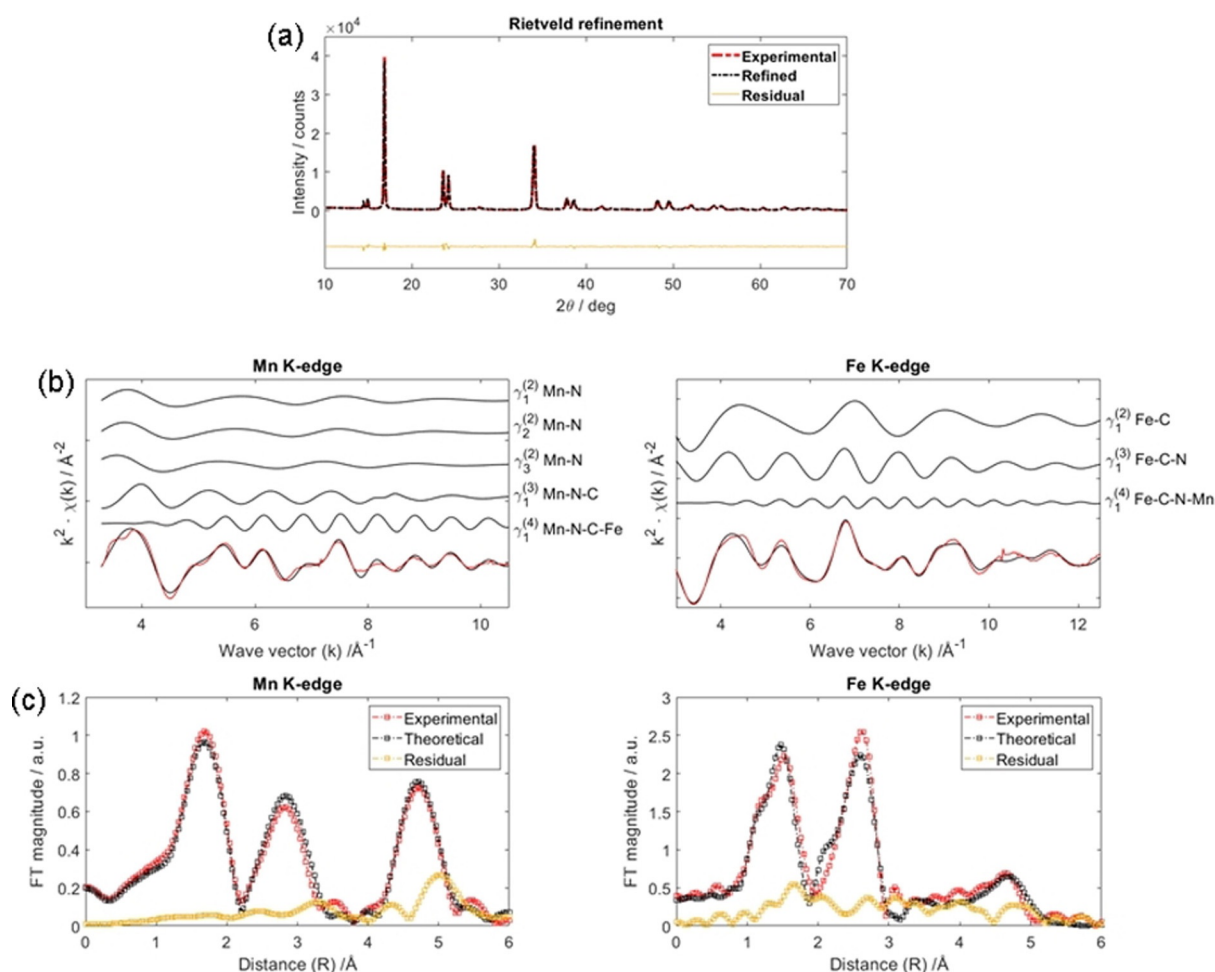 (a)
Rietveld refinement
×10⁴
4
3
2
1
0
Intensity / counts
Experimental
Refined
Residual
10 20 30 40 50 60 70
2θ / deg
(b)
Mn K-edge
k² · χ(k) / Å⁻²
γ₁⁽²⁾ Mn-N
γ₂⁽²⁾ Mn-N
γ₃⁽²⁾ Mn-N
γ₁⁽³⁾ Mn-N-C
γ₁⁽⁴⁾ Mn-N-C-Fe
4 6 8 10
Wave vector (k) /Å⁻¹
Fe K-edge
k² · χ(k) / Å⁻²
γ₁⁽²⁾ Fe-C
γ₁⁽³⁾ Fe-C-N
γ₁⁽⁴⁾ Fe-C-N-Mn
4 6 8 10 12
Wave vector (k) /Å⁻¹
(c)
Mn K-edge
1.2
1
0.8
0.6
0.4
0.2
0
FT magnitude / a.u.
Experimental
Theoretical
Residual
0 1 2 3 4 5 6
Distance (R) /Å
Fe K-edge
3
2.5
2
1.5
1
0.5
0
FT magnitude / a.u.
Experimental
Theoretical
Residual
0 1 2 3 4 5 6
Distance (R) /Å